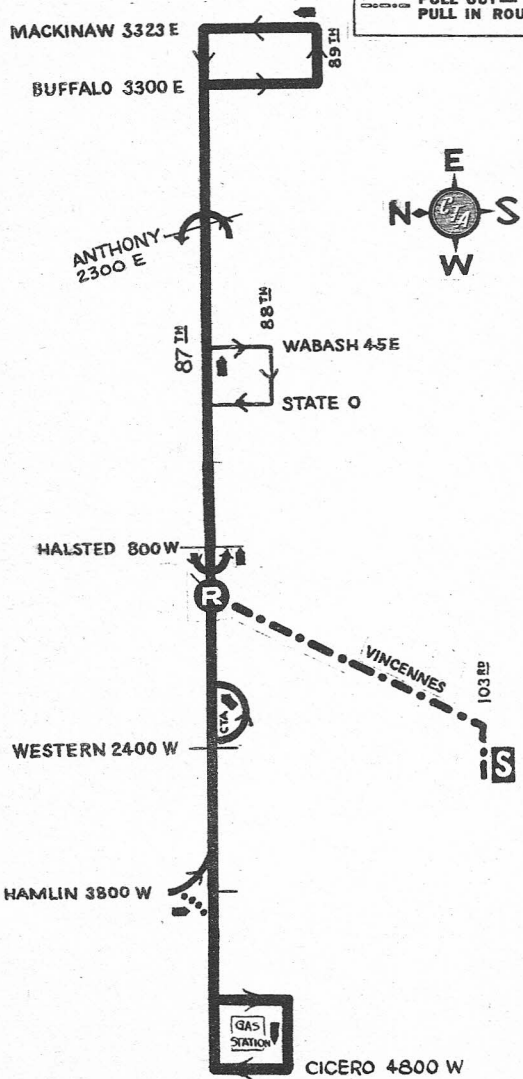 PULL OUT—
PULL IN ROU
MACKINAW 3323 E
89TH
BUFFALO 3300 E
E
N CTA S
W
ANTHONY
2300 E
87TH
88TH
WABASH 45E
STATE 0
HALSTED 800 W
R
VINCENNES
103RD
S
CTA
WESTERN 2400 W
HAMLIN 3800 W
GAS
STATION
CICERO 4800 W